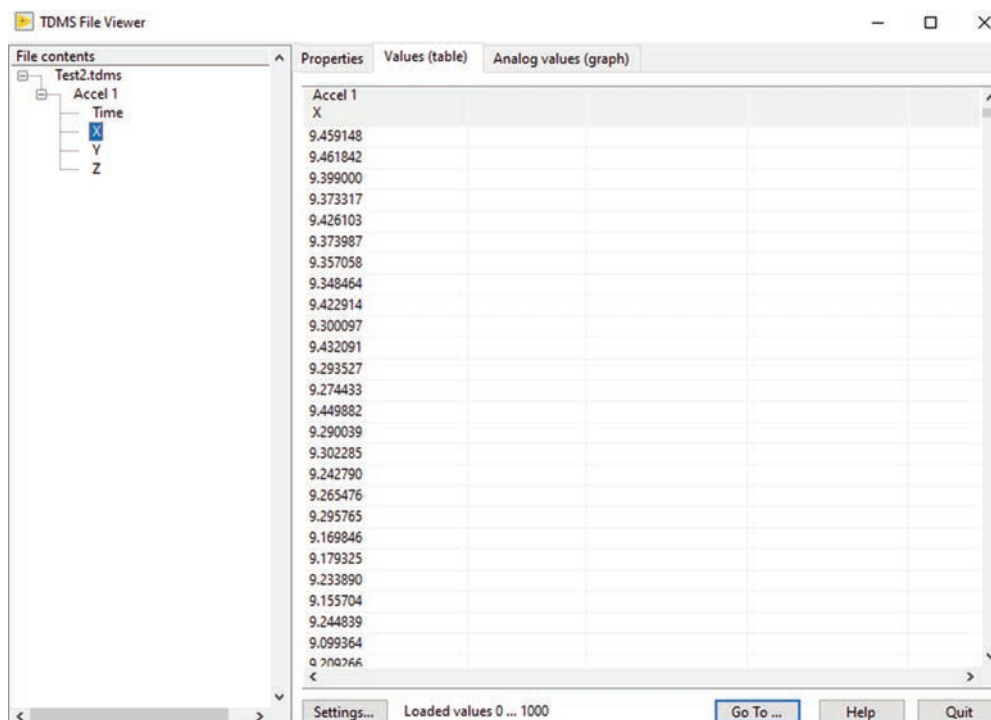 TDMS File Viewer
File contents
Test2.tdms
Accel 1
Time
X
Y
Z
Properties
Values (table)
Analog values (graph)
Accel 1
X
9.459148
9.461842
9.399000
9.373317
9.426103
9.373987
9.357058
9.348464
9.422914
9.300097
9.432091
9.293527
9.274433
9.449882
9.290039
9.302285
9.242790
9.265476
9.295765
9.169846
9.179325
9.233890
9.155704
9.244839
9.099364
9.209266
Settings...
Loaded values 0 ... 1000
Go To ...
Help
Quit